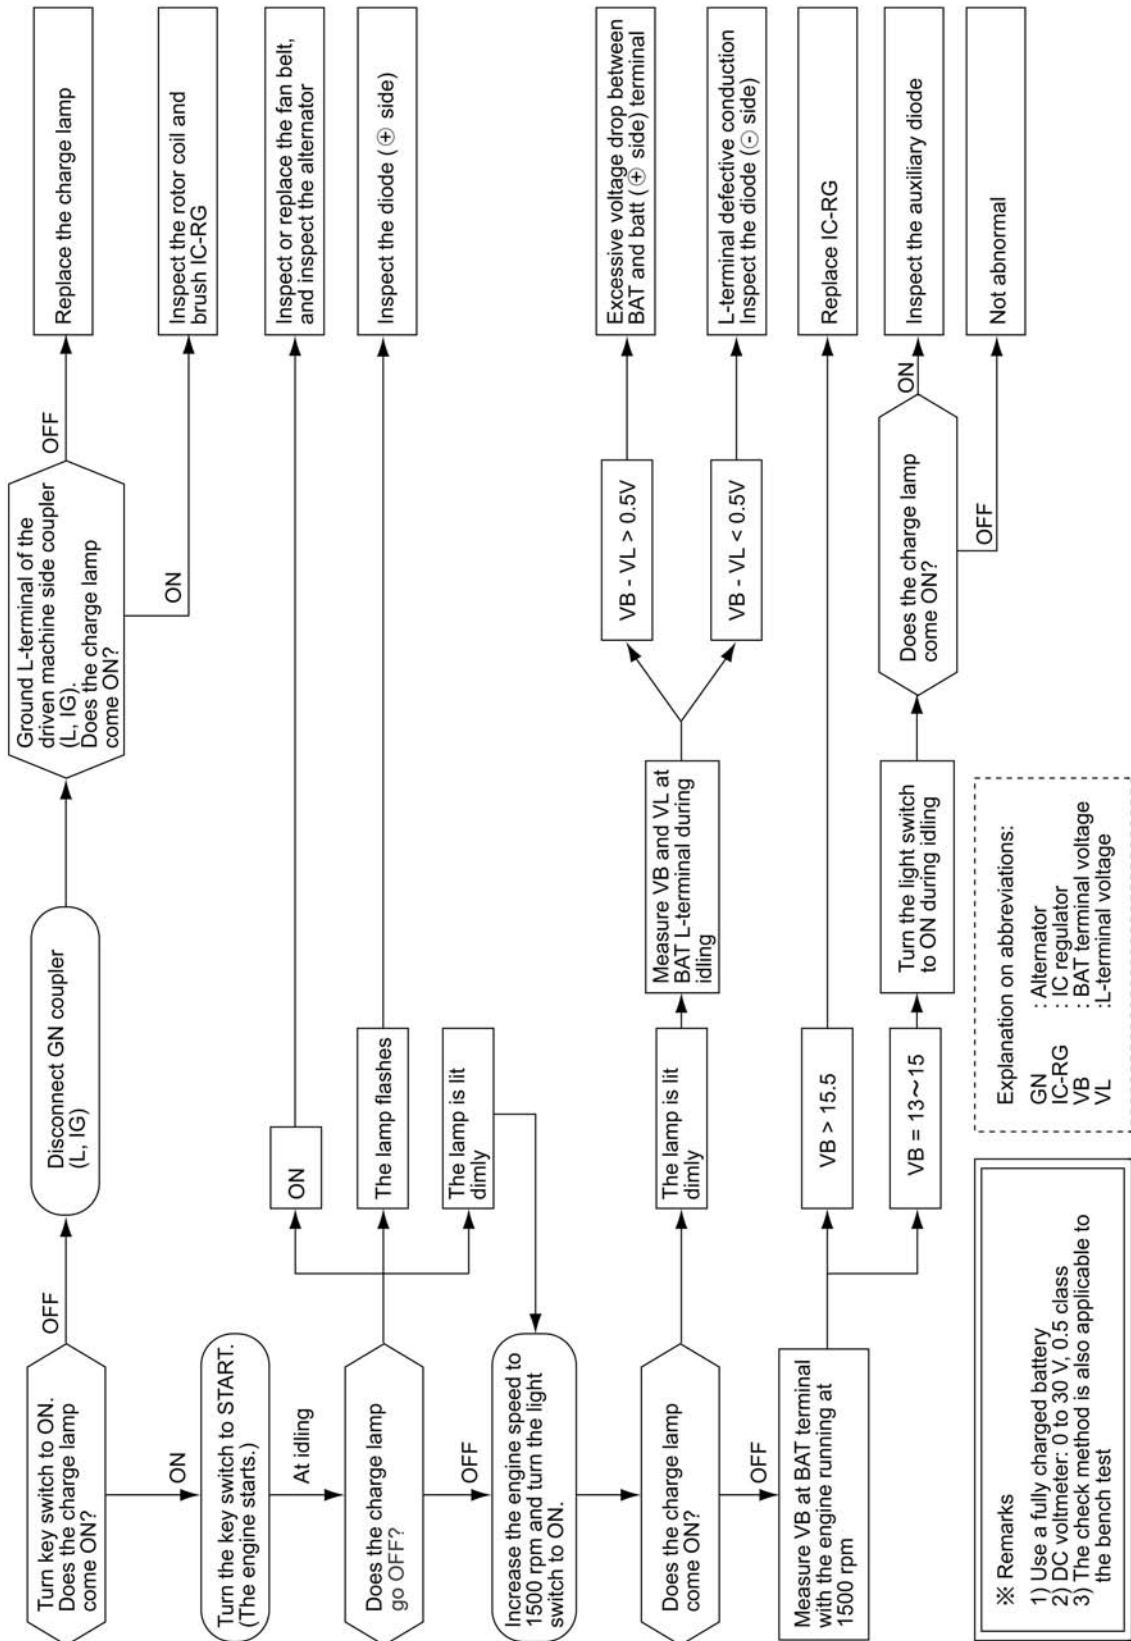 Turn key switch to ON.
Does the charge lamp
come ON?
OFF
Disconnect GN coupler
(L, IG)
Ground L-terminal of the
driven machine side coupler
(L, IG).
Does the charge lamp
come ON?
OFF
Replace the charge lamp
ON
Inspect the rotor coil and
brush IC-RG
ON
Turn the key switch to START.
(The engine starts.)
At idling
Does the charge lamp
go OFF?
ON
Inspect or replace the fan belt,
and inspect the alternator
The lamp flashes
Inspect the diode (⊕ side)
The lamp is lit
dimly
OFF
Increase the engine speed to
1500 rpm and turn the light
switch to ON.
Does the charge lamp
come ON?
The lamp is lit
dimly
Measure VB and VL at
BAT L-terminal during
idling
VB - VL > 0.5V
Excessive voltage drop between
BAT and batt (⊕ side) terminal
VB - VL < 0.5V
L-terminal defective conduction
Inspect the diode (⊖ side)
OFF
Measure VB at BAT terminal
with the engine running at
1500 rpm
VB > 15.5
Replace IC-RG
VB = 13~15
Turn the light switch
to ON during idling
Does the charge lamp
come ON?
ON
Inspect the auxiliary diode
OFF
Not abnormal
※ Remarks
1) Use a fully charged battery
2) DC voltmeter: 0 to 30 V, 0.5 class
3) The check method is also applicable to
the bench test
Explanation on abbreviations:
GN : Alternator
IC-RG : IC regulator
VB : BAT terminal voltage
VL :L-terminal voltage